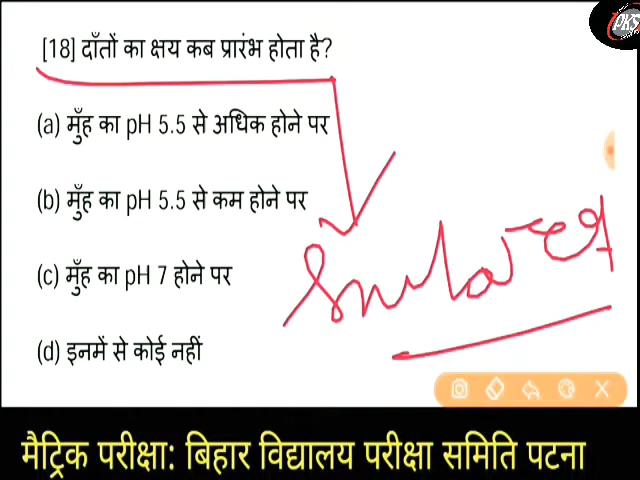 PKS
[18] दाँतों का क्षय कब प्रारंभ होता है?
(a) मुँह का pH 5.5 से अधिक होने पर
(b) मुँह का pH 5.5 से कम होने पर
(c) मुँह का pH 7 होने पर
(d) इनमें से कोई नहीं
मैट्रिक परीक्षा: बिहार विद्यालय परीक्षा समिति पटना